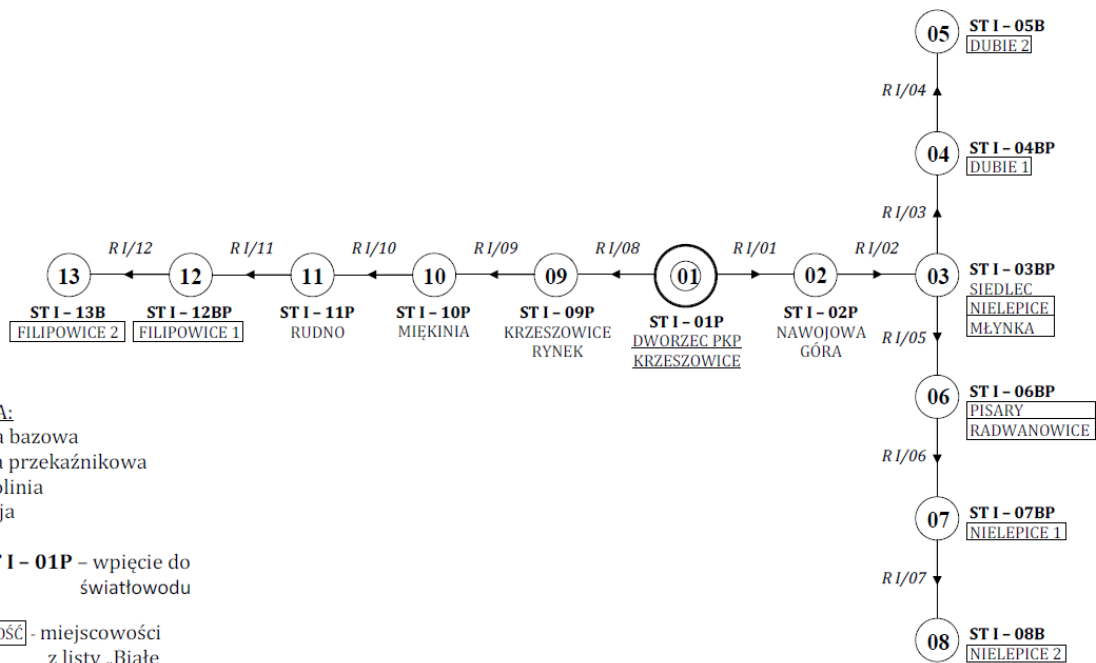 05
ST I – 05B
DUBIE 2
R I/04
04
ST I – 04BP
DUBIE 1
R I/03
R I/12
R I/11
R I/10
R I/09
R I/08
R I/01
R I/02
13
12
11
10
09
01
02
03
ST I – 13B
FILIPOWICE 2
ST I – 12BP
FILIPOWICE 1
ST I – 11P
RUDNO
ST I – 10P
MIĘKINIA
ST I – 09P
KRZESZOWICE
RYNEK
ST I – 01P
DWORZEC PKP
KRZESZOWICE
ST I – 02P
NAWOJOWA
GÓRA
ST I – 03BP
SIEDLEC
NIELEPICE
MŁYNKA
R I/05
06
ST I – 06BP
PISARY
RADWANOWICE
R I/06
07
ST I – 07BP
NIELEPICE 1
R I/07
08
ST I – 08B
NIELEPICE 2
A:
a bazowa
a przekaźnikowa
olinia
ja
T I – 01P – wpięcie do
światłowodu
OŚĆ - miejscowości
z listy „Białe